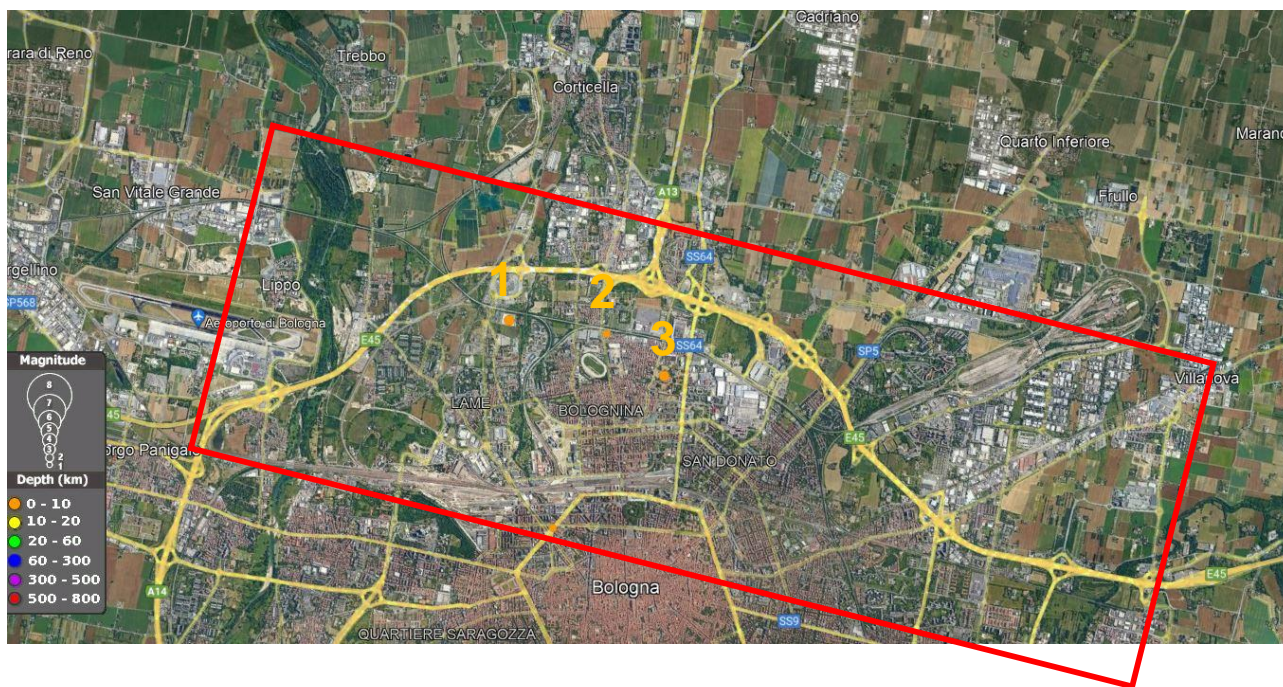 Cadriano
rara di Reno
Trebbo
Corticella
Quarto Inferiore
Maran
A13
San Vitale Grande
Frullo
SS64
1
rgellino
Lippo
2
SP568
Aeroporto di Bologna
3
E45
SS64
SP5
Magnitude
8
7
6
5
4
3
2
1
Villanova
LAME
BOLOGNINA
45
E45
orgo Panigale
SAN DONATO
Depth (km)
0 - 10
10 - 20
20 - 60
60 - 300
300 - 500
500 - 800
E45
A14
Bologna
SS9
QUARTIERE SARAGOZZA